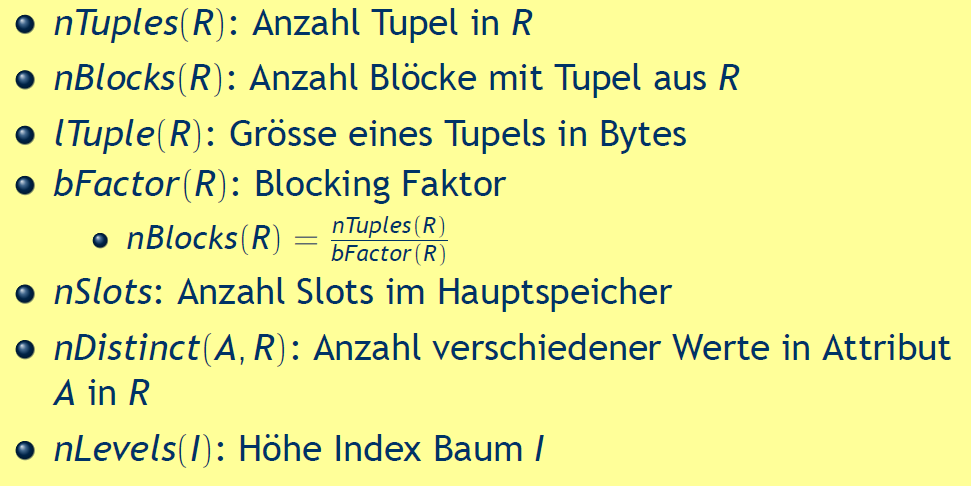 nTuples(R): Anzahl Tupel in R
nBlocks(R): Anzahl Blöcke mit Tupel aus R
lTuple(R): Grösse eines Tupels in Bytes
bFactor(R): Blocking Faktor
nBlocks(R) = nTuples(R) / bFactor(R)
nSlots: Anzahl Slots im Hauptspeicher
nDistinct(A, R): Anzahl verschiedener Werte in Attribut
A in R
nLevels(I): Höhe Index Baum I